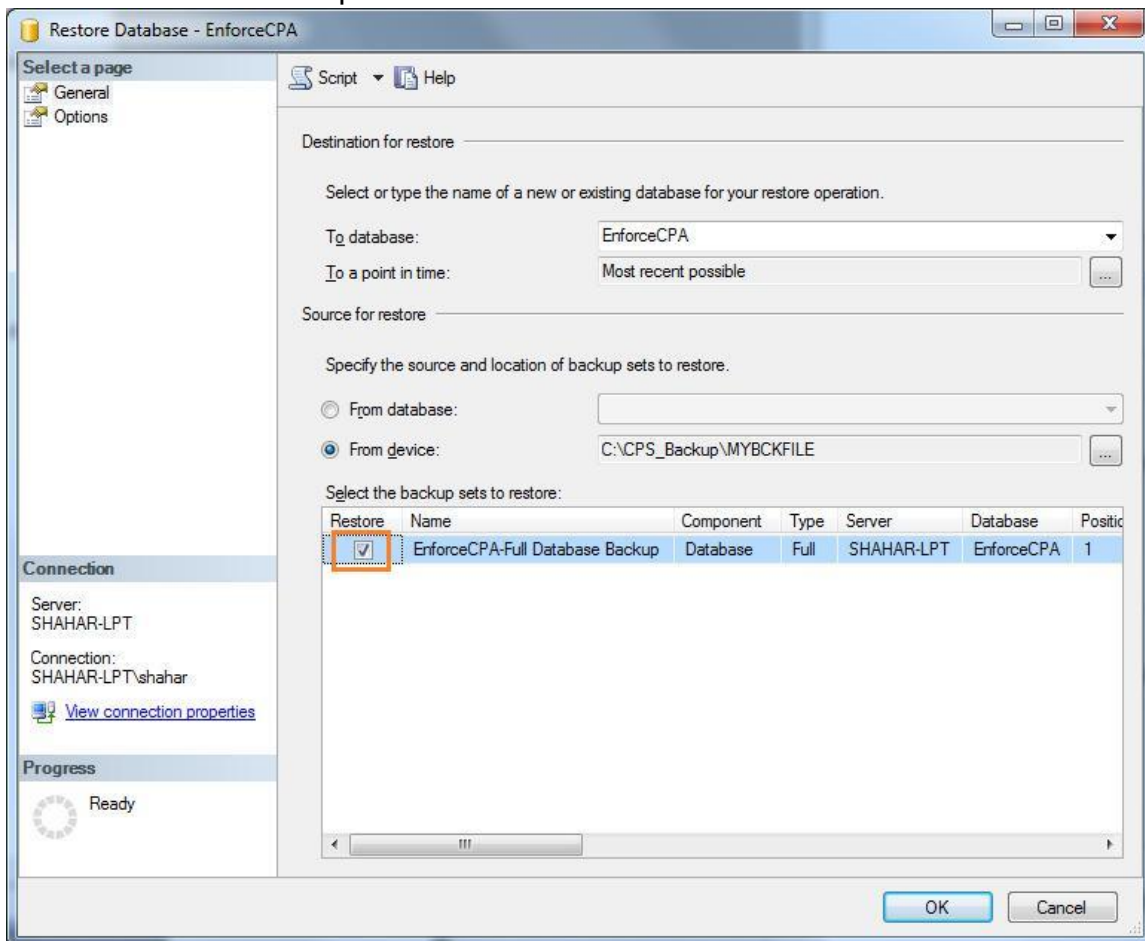 Restore Database - EnforceCPA
Select a page
General
Options
Script
Help
Destination for restore
Select or type the name of a new or existing database for your restore operation.
To database:
EnforceCPA
To a point in time:
Most recent possible
...
Source for restore
Specify the source and location of backup sets to restore.
From database:
From device:
C:\CPS_Backup\MYBCKFILE
...
Select the backup sets to restore:
Restore Name Component Type Server Database Positic
EnforceCPA-Full Database Backup Database Full SHAHAR-LPT EnforceCPA 1
Connection
Server:
SHAHAR-LPT
Connection:
SHAHAR-LPT\shahar
View connection properties
Progress
Ready
OK
Cancel